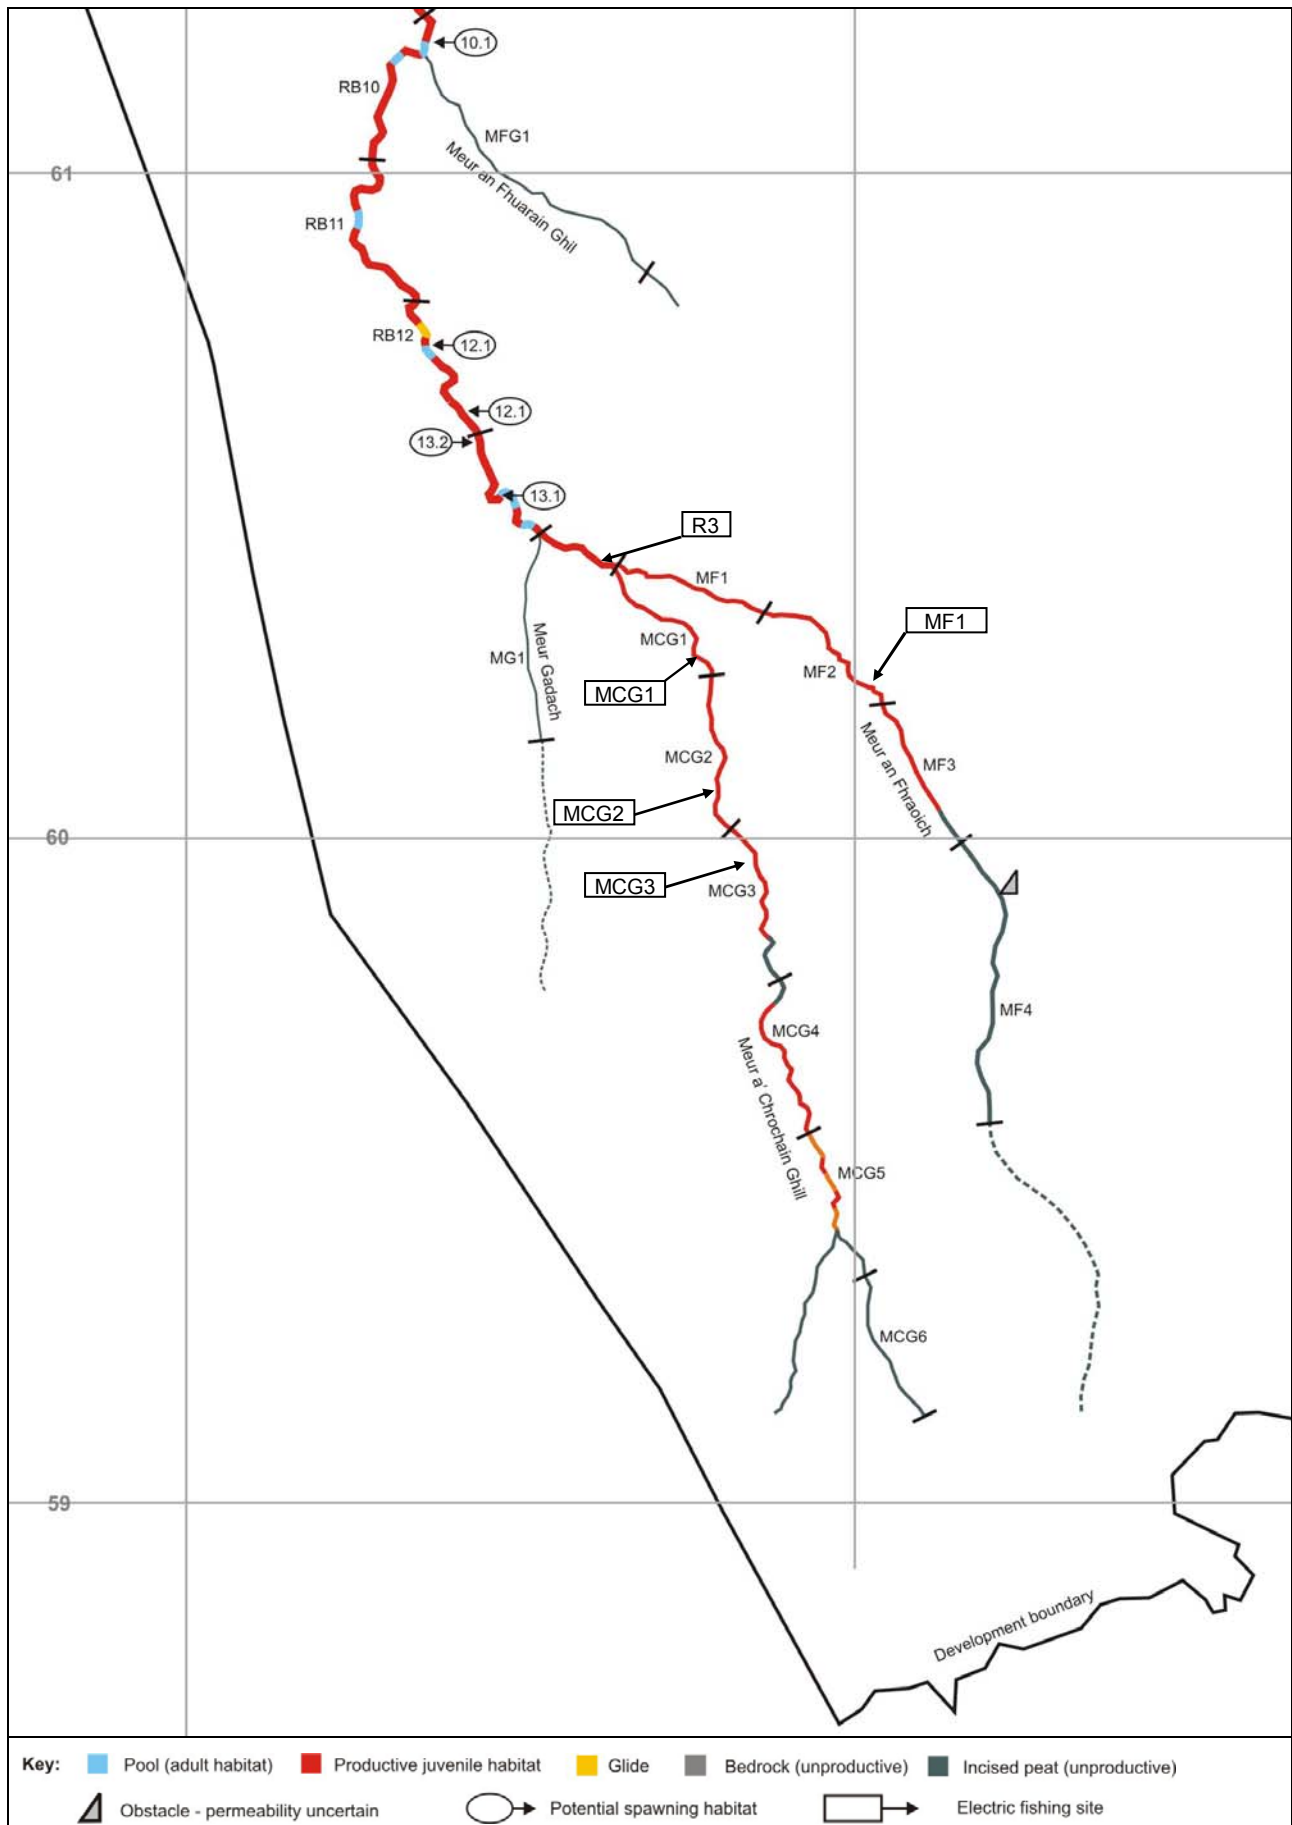 10.1
RB10
MFG1
Meur an Fhuarain Ghil
61
RB11
RB12
12.1
12.1
13.2
13.1
R3
MF1
MF1
MCG1
MF2
MG1
Meur Gadach
MCG1
Meur an Fhraoich
MCG2
MF3
MCG2
60
MCG3
MCG3
MF4
MCG4
Meur a' Chrochain Ghill
MCG5
MCG6
59
Development boundary
Key: Pool (adult habitat) Productive juvenile habitat Glide Bedrock (unproductive) Incised peat (unproductive)
Obstacle - permeability uncertain Potential spawning habitat Electric fishing site